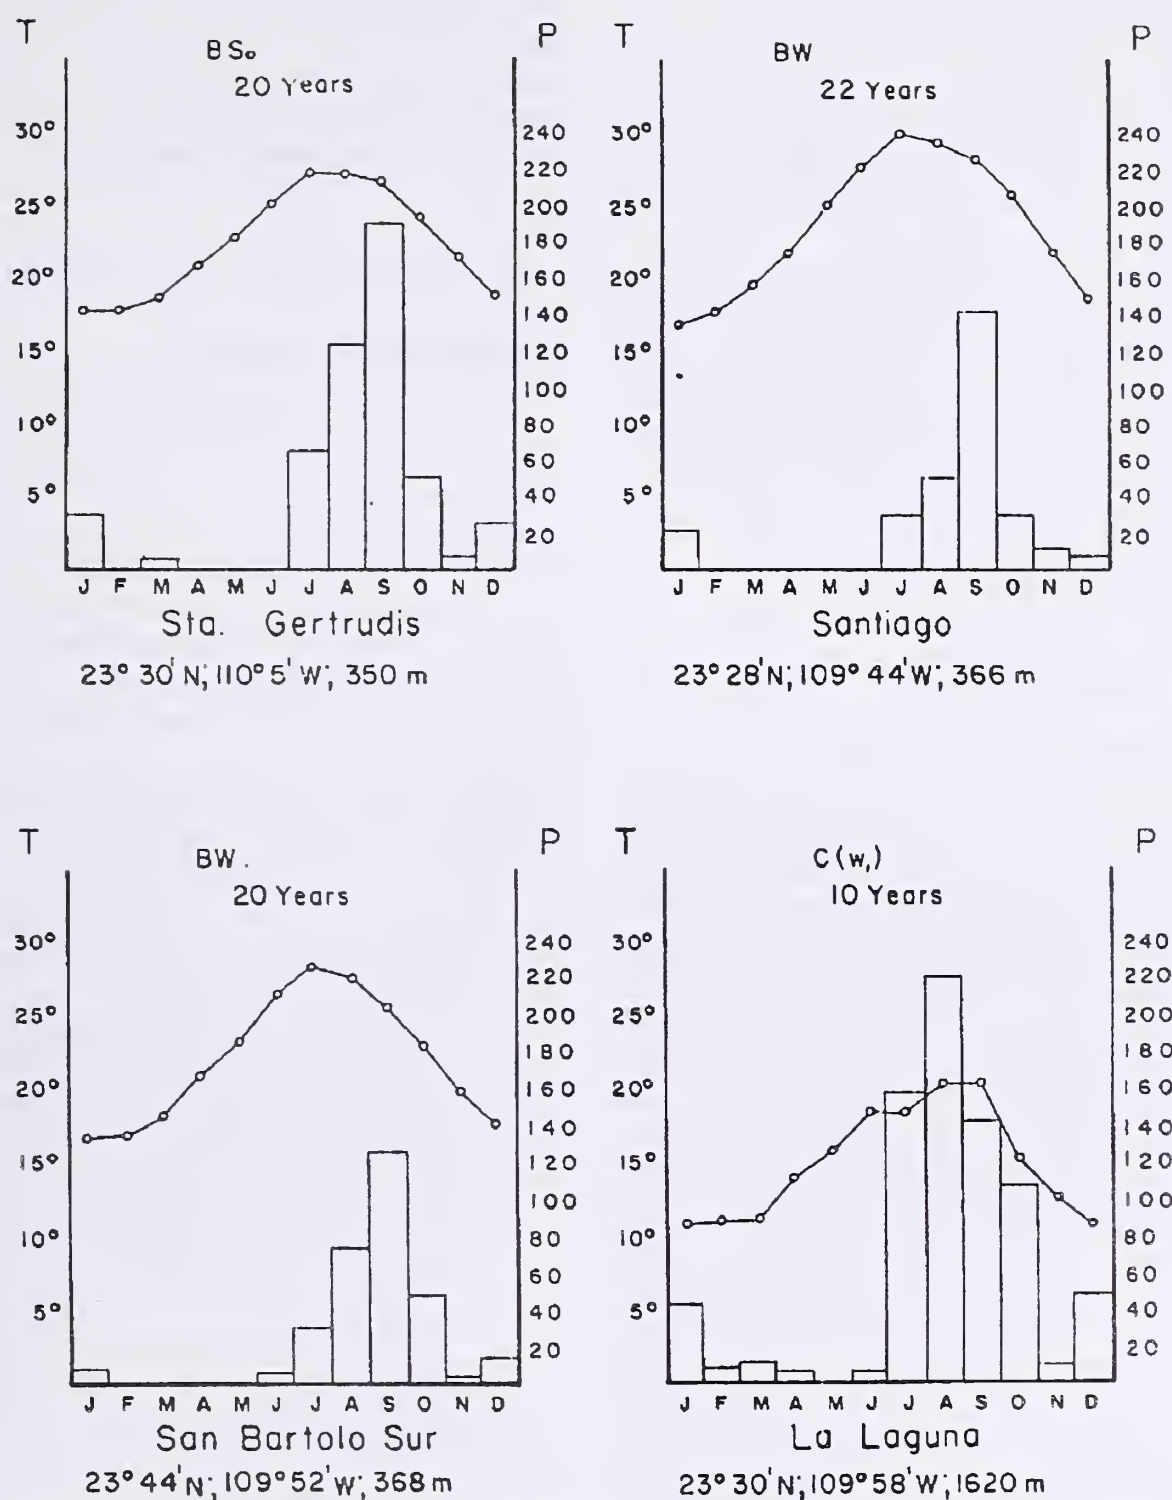 T P
BS₀
20 Years
30° 240
220
25° 200
180
20° 160
140
15° 120
100
10° 80
60
5° 40
20
J F M A M J J A S O N D
Sta. Gertrudis
23° 30' N; 110° 5' W; 350 m
T P
BW
22 Years
30° 240
220
25° 200
180
20° 160
140
15° 120
100
10° 80
60
5° 40
20
J F M A M J J A S O N D
Santiago
23° 28' N; 109° 44' W; 366 m
T P
BW.
20 Years
30° 240
220
25° 200
180
20° 160
140
15° 120
100
10° 80
60
5° 40
20
J F M A M J J A S O N D
San Bartolo Sur
23° 44' N; 109° 52' W; 368 m
T P
C(w₁)
10 Years
30° 240
220
25° 200
180
20° 160
140
15° 120
100
10° 80
60
5° 40
20
J F M A M J J A S O N D
La Laguna
23° 30' N; 109° 58' W; 1620 m